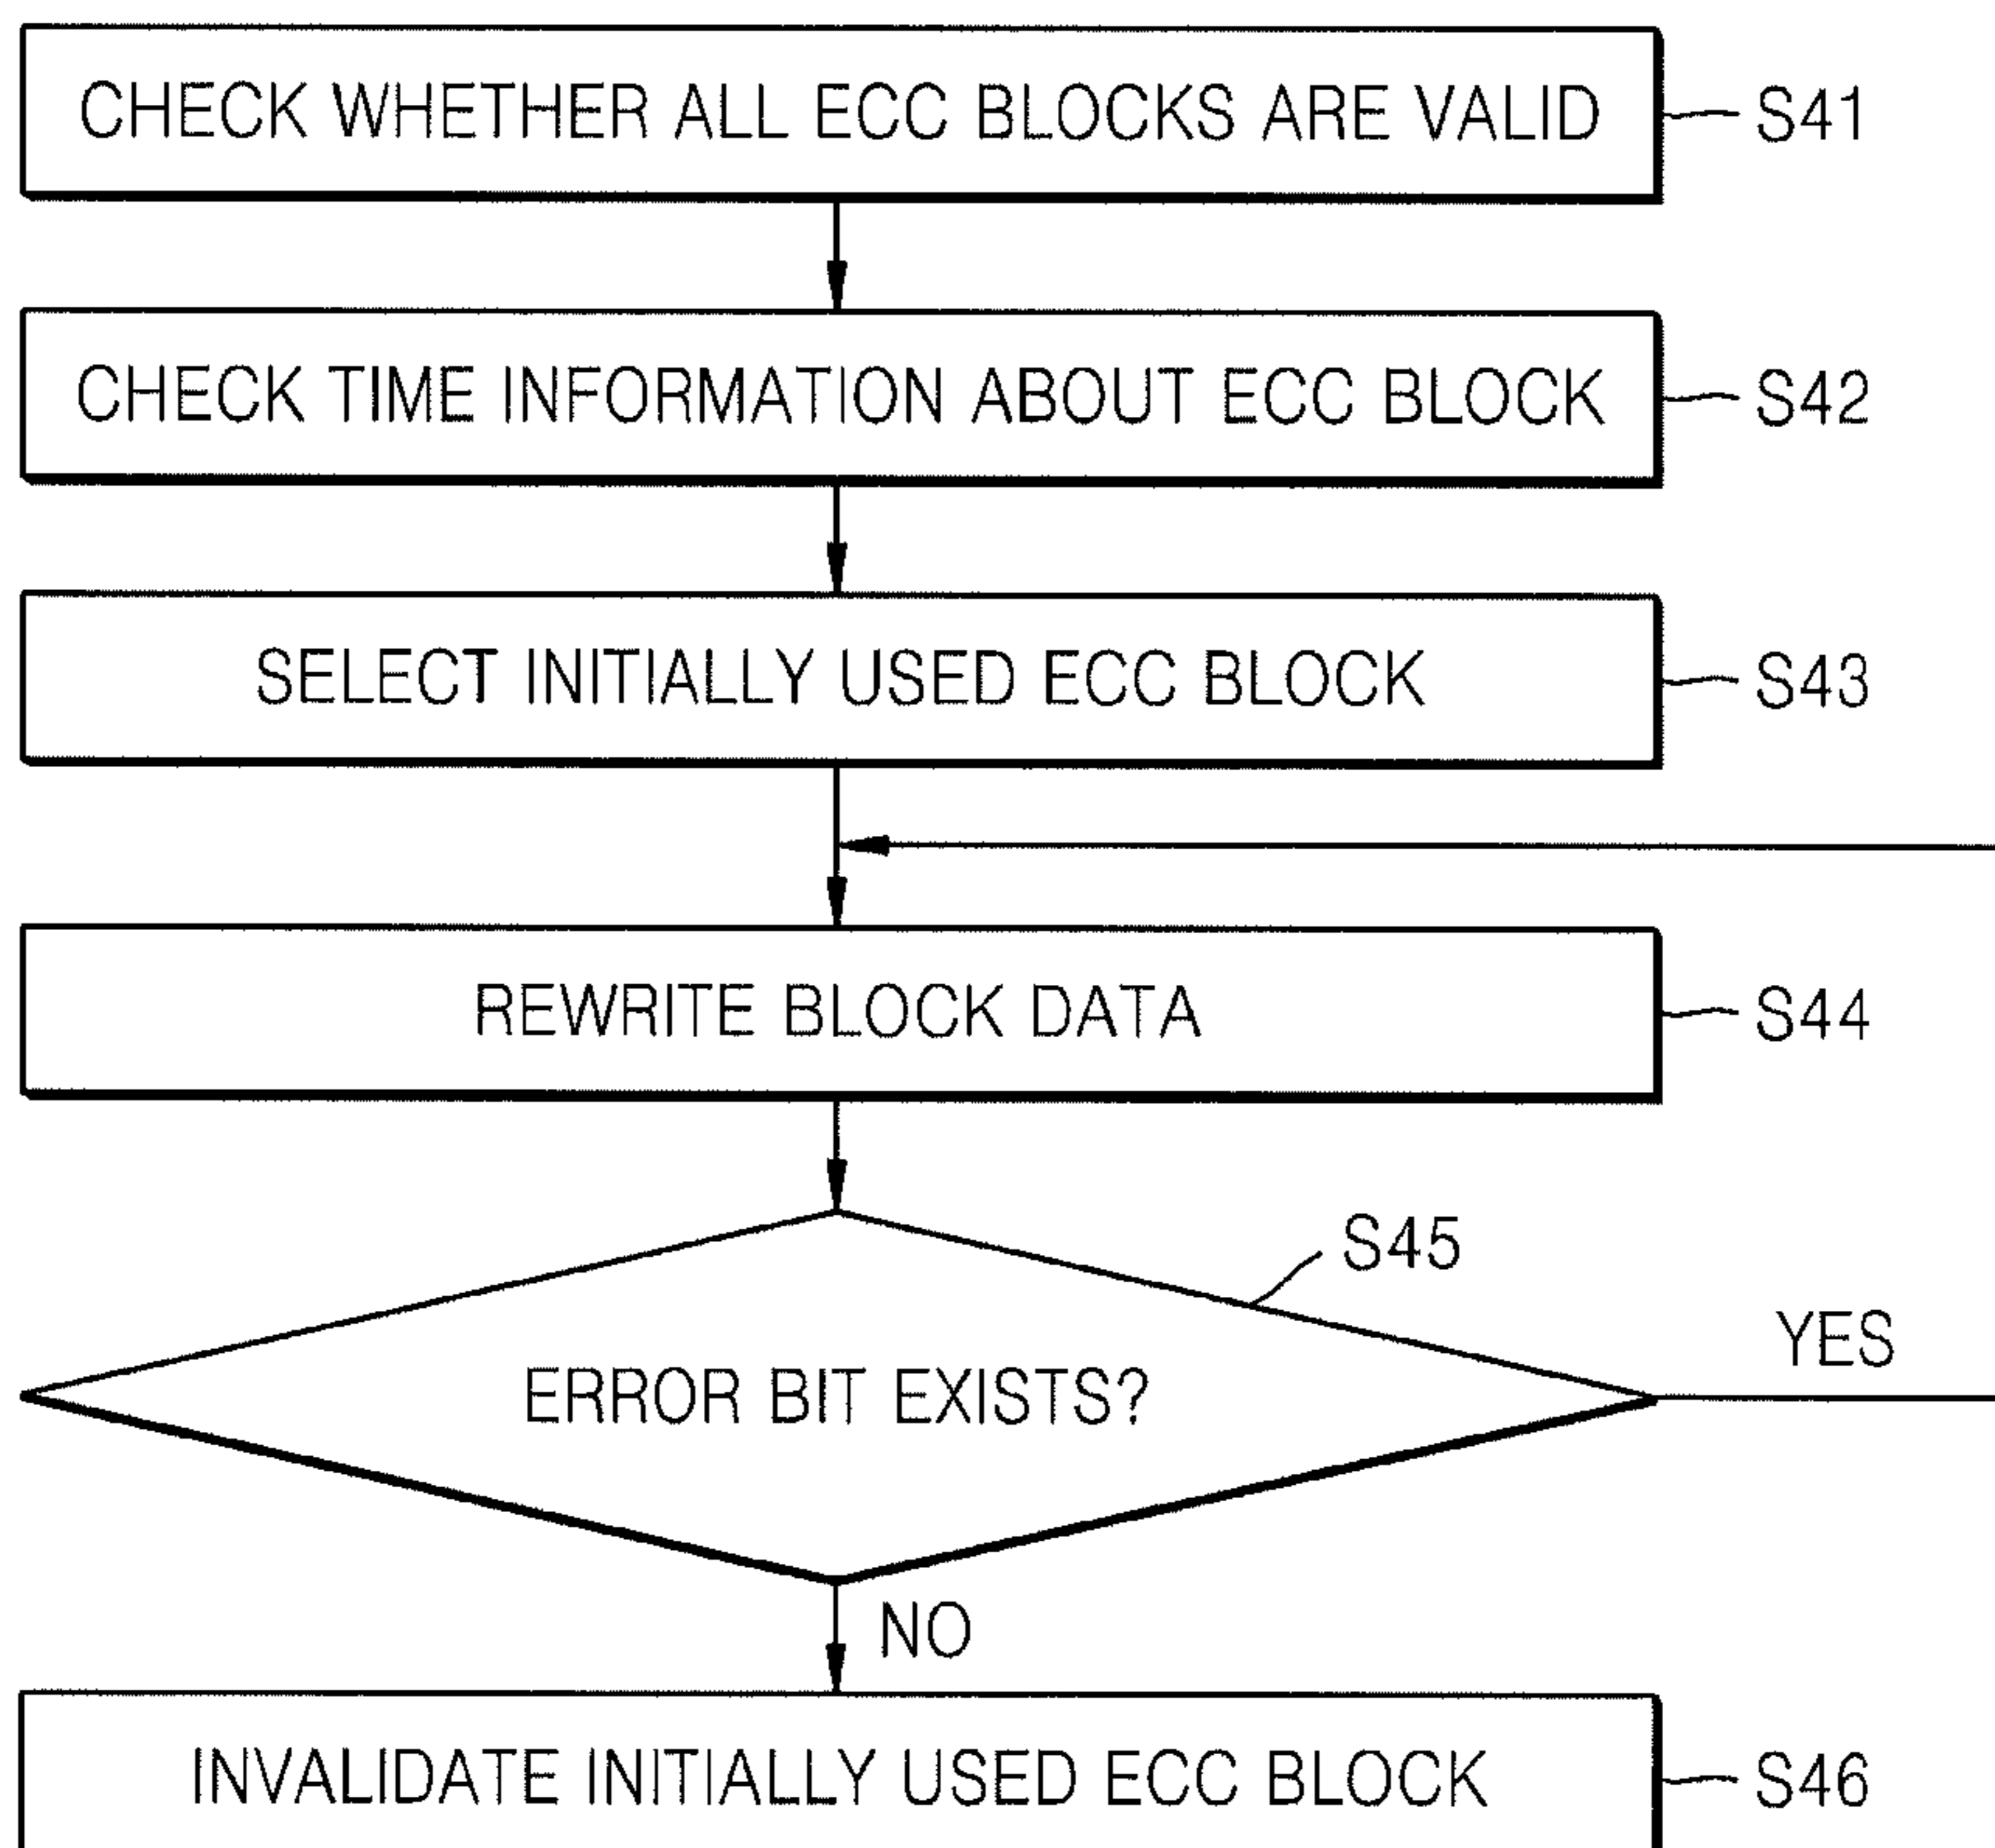 CHECK WHETHER ALL ECC BLOCKS ARE VALID S41
CHECK TIME INFORMATION ABOUT ECC BLOCK S42
SELECT INITIALLY USED ECC BLOCK S43
REWRITE BLOCK DATA S44
S45
ERROR BIT EXISTS? YES
NO
INVALIDATE INITIALLY USED ECC BLOCK S46